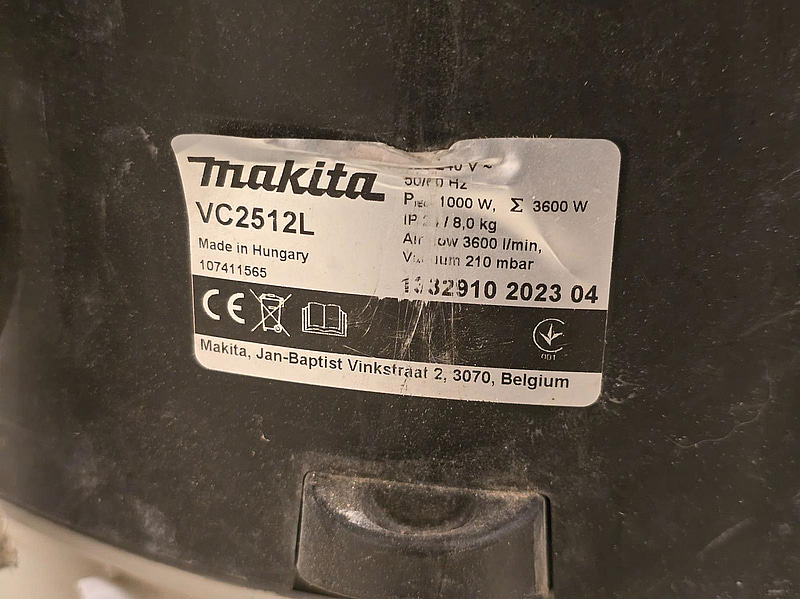 makita
VC2512L
Made in Hungary
107411565
V ~
Hz
1000 W, Σ 3600 W
/ 8,0 kg
3600 l/min,
210 mbar
2023 04
CE
001
Makita, Jan-Baptist Vinkstraat 2, 3070, Belgium